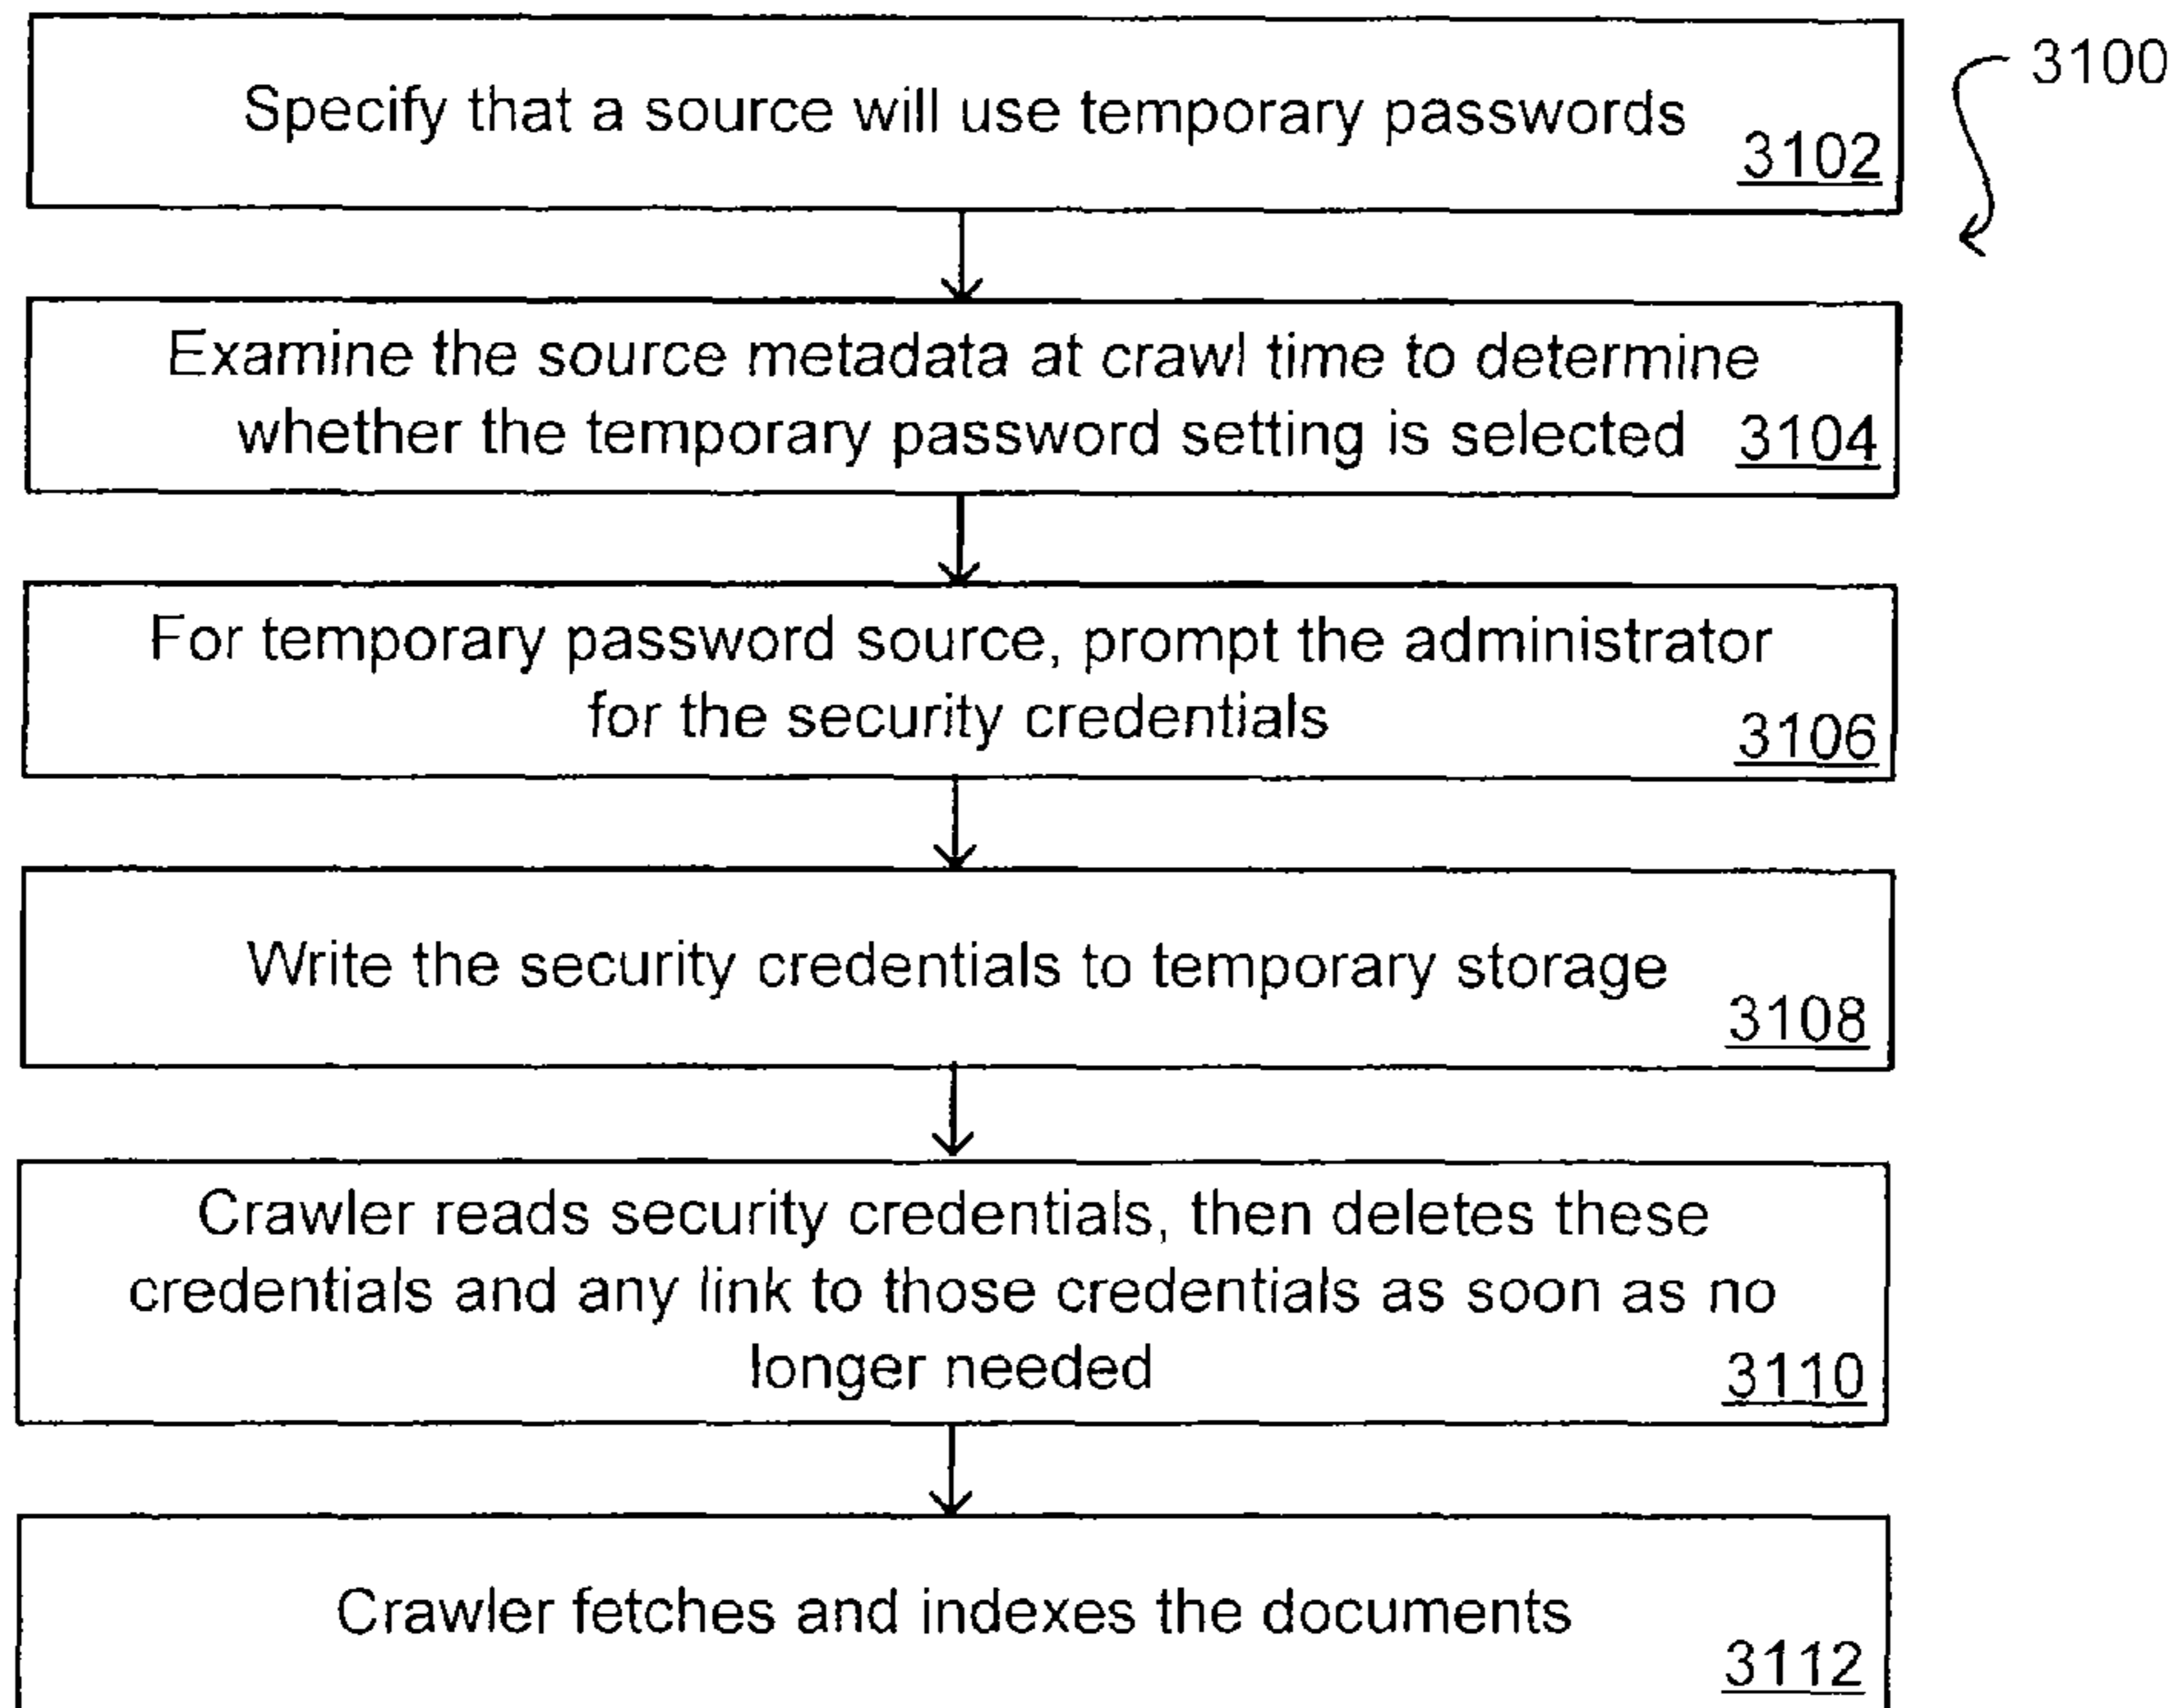 3100
Specify that a source will use temporary passwords
3102
Examine the source metadata at crawl time to determine
whether the temporary password setting is selected 3104
For temporary password source, prompt the administrator
for the security credentials
3106
Write the security credentials to temporary storage
3108
Crawler reads security credentials, then deletes these
credentials and any link to those credentials as soon as no
longer needed
3110
Crawler fetches and indexes the documents
3112